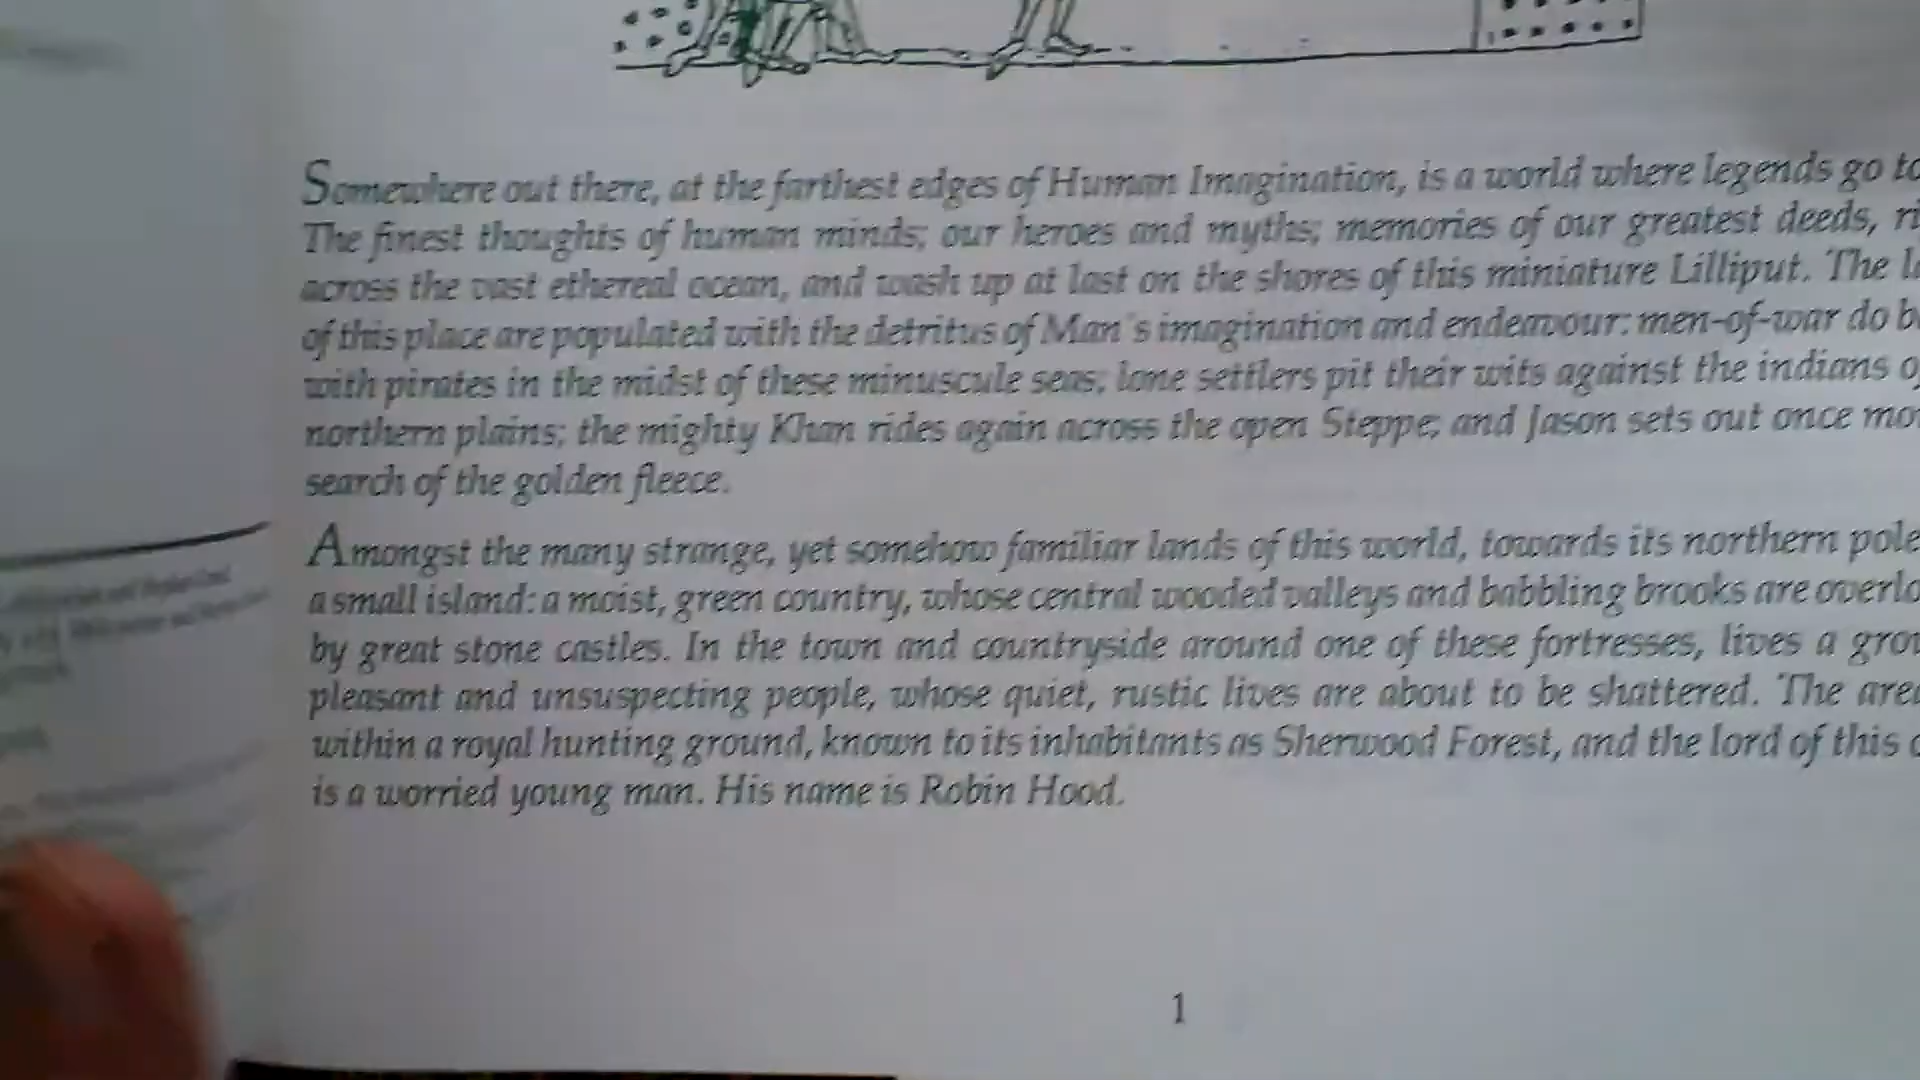 Somewhere out there, at the farthest edges of Human Imagination, is a world where legends go to
The finest thoughts of human minds; our heroes and myths; memories of our greatest deeds,
across the vast ethereal ocean, and wash up at last on the shores of this miniature Lilliput. The
of this place are populated with the detritus of Man's imagination and endeavour: men-of-war do
with pirates in the midst of these minuscule seas; lone settlers pit their wits against the indians
northern plains; the mighty Khan rides again across the open Steppe; and Jason sets out once
search of the golden fleece.
Amongst the many strange, yet somehow familiar lands of this world, towards its northern pole
a small island: a moist, green country, whose central wooded valleys and babbling brooks are
by great stone castles. In the town and countryside around one of these fortresses, lives a
pleasant and unsuspecting people, whose quiet, rustic lives are about to be shattered. The
within a royal hunting ground, known to its inhabitants as Sherwood Forest, and the lord of this
is a worried young man. His name is Robin Hood.
1